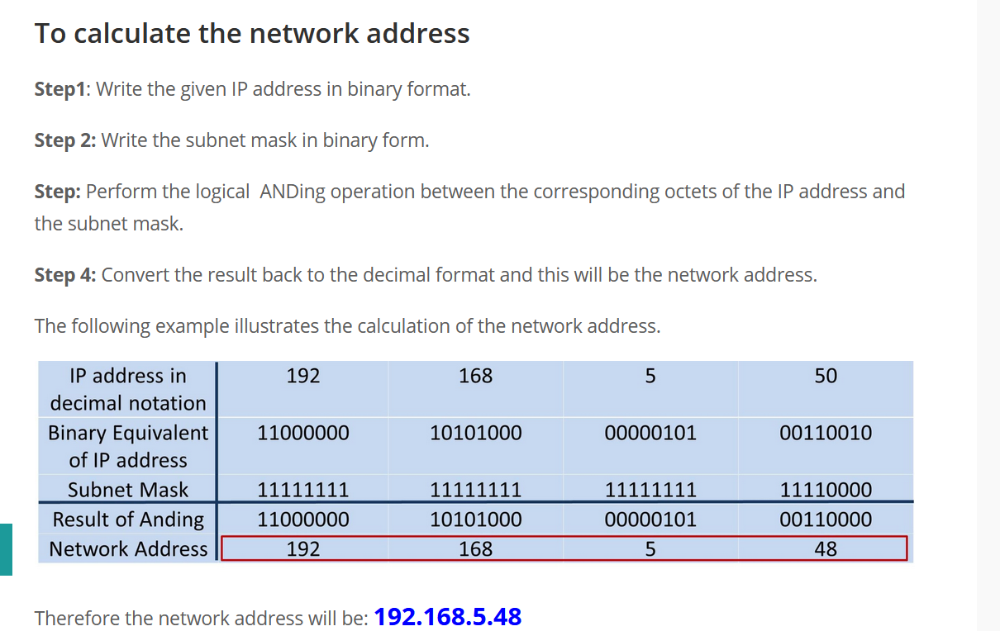 To calculate the network address
Step1: Write the given IP address in binary format.
Step 2: Write the subnet mask in binary form.
Step: Perform the logical ANDing operation between the corresponding octets of the IP address and
the subnet mask.
Step 4: Convert the result back to the decimal format and this will be the network address.
The following example illustrates the calculation of the network address.
IP address in 192 168 5 50
decimal notation
Binary Equivalent 11000000 10101000 00000101 00110010
of IP address
Subnet Mask 11111111 11111111 11111111 11110000
Result of Anding 11000000 10101000 00000101 00110000
Network Address 192 168 5 48
Therefore the network address will be: 192.168.5.48